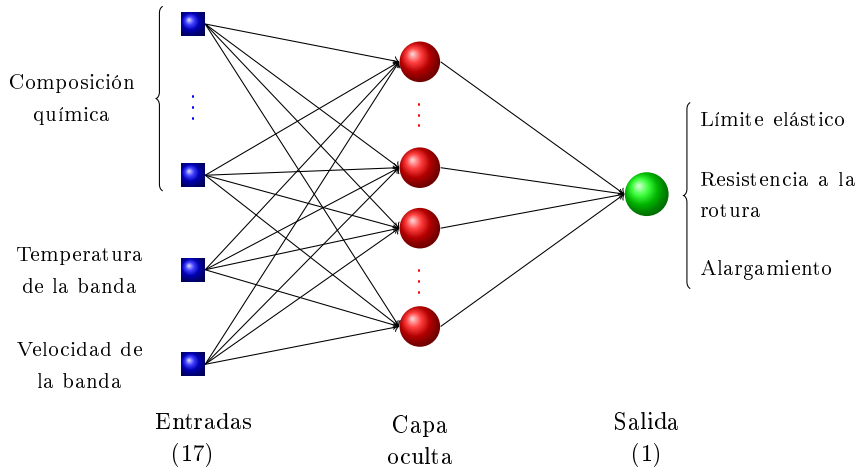 Composición
química
Temperatura
de la banda
Velocidad de
la banda
Entradas
(17)
Capa
oculta
Salida
(1)
Límite elástico
Resistencia a la
rotura
Alargamiento